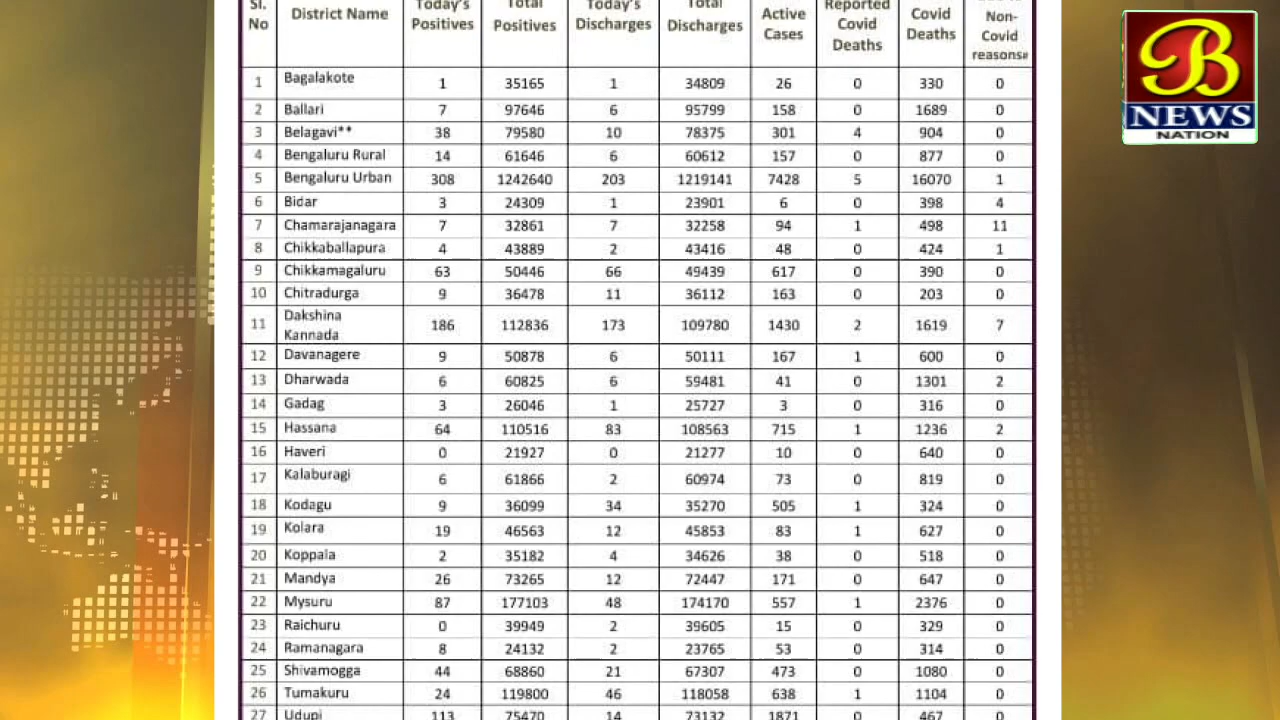 Sl. No | District Name | Today's Positives | Total Positives | Today's Discharges | Total Discharges | Active Cases | Reported Covid Deaths | Covid Deaths | Non-Covid reasons#
1 Bagalakote 1 35165 1 34809 26 0 330 0
2 Ballari 7 97646 6 95799 158 0 1689 0
3 Belagavi** 38 79580 10 78375 301 4 904 0
4 Bengaluru Rural 14 61646 6 60612 157 0 877 0
5 Bengaluru Urban 308 1242640 203 1219141 7428 5 16070 1
6 Bidar 3 24309 1 23901 6 0 398 4
7 Chamarajanagara 7 32861 7 32258 94 1 498 11
8 Chikkaballapura 4 43889 2 43416 48 0 424 1
9 Chikkamagaluru 63 50446 66 49439 617 0 390 0
10 Chitradurga 9 36478 11 36112 163 0 203 0
11 Dakshina Kannada 186 112836 173 109780 1430 2 1619 7
12 Davanagere 9 50878 6 50111 167 1 600 0
13 Dharwada 6 60825 6 59481 41 0 1301 2
14 Gadag 3 26046 1 25727 3 0 316 0
15 Hassana 64 110516 83 108563 715 1 1236 2
16 Haveri 0 21927 0 21277 10 0 640 0
17 Kalaburagi 6 61866 2 60974 73 0 819 0
18 Kodagu 9 36099 34 35270 505 1 324 0
19 Kolara 19 46563 12 45853 83 1 627 0
20 Koppala 2 35182 4 34626 38 0 518 0
21 Mandya 26 73265 12 72447 171 0 647 0
22 Mysuru 87 177103 48 174170 557 1 2376 0
23 Raichuru 0 39949 2 39605 15 0 329 0
24 Ramanagara 8 24132 2 23765 53 0 314 0
25 Shivamogga 44 68860 21 67307 473 0 1080 0
26 Tumakuru 24 119800 46 118058 638 1 1104 0
27 Udupi 113 75470 14 73132 1871 0 467 0
B
NEWS
NATION